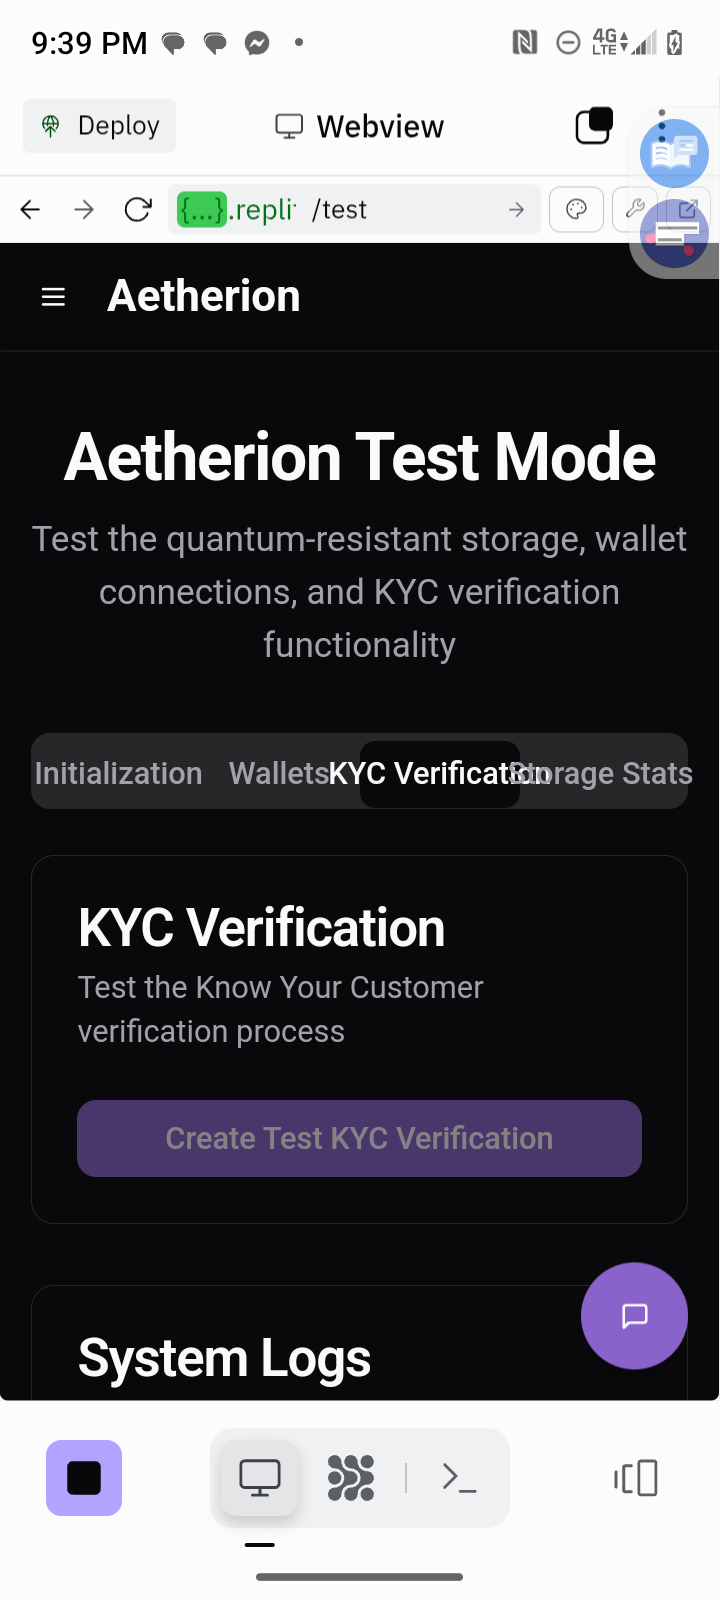 9:39 PM
4G
LTE
Deploy
Webview
{...}.repli
/test
Aetherion
Aetherion Test Mode
Test the quantum-resistant storage, wallet
connections, and KYC verification
functionality
Initialization
Wallets
KYC Verification
Storage Stats
KYC Verification
Test the Know Your Customer
verification process
Create Test KYC Verification
System Logs